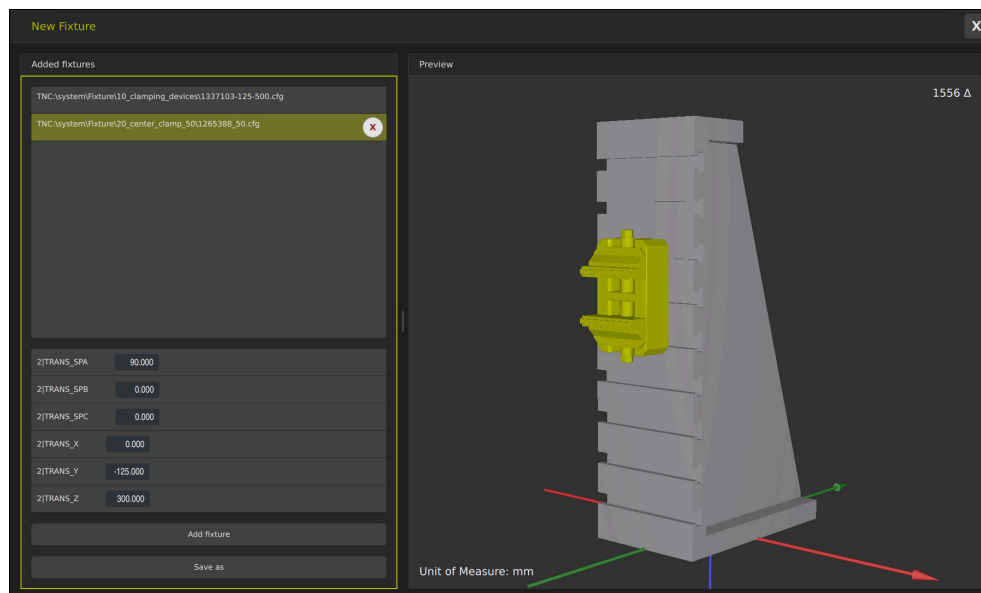 New Fixture
X
Added fixtures
TNC:\system\Fixture\10_clamping_devices\1337103-125-500.cfg
TNC:\system\Fixture\20_center_clamp_50\1265388_50.cfg
X
2|TRANS_SPA 90.000
2|TRANS_SPB 0.000
2|TRANS_SPC 0.000
2|TRANS_X 0.000
2|TRANS_Y -125.000
2|TRANS_Z 300.000
Add fixture
Save as
Preview
1556 Δ
Unit of Measure: mm